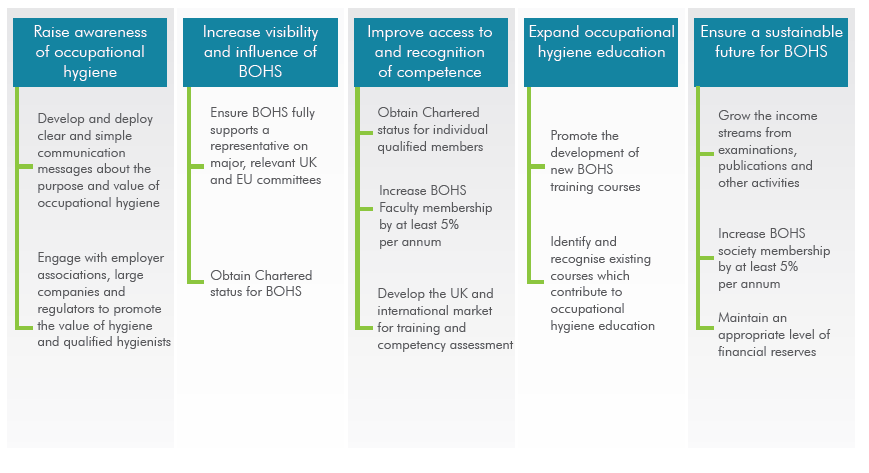 Raise awareness
of occupational
hygiene
Develop and deploy
clear and simple
communication
messages about the
purpose and value of
occupational hygiene
Engage with employer
associations, large
companies and
regulators to promote
the value of hygiene
and qualified hygienists
Increase visibility
and influence of
BOHS
Ensure BOHS fully
supports a
representative on
major, relevant UK
and EU committees
Obtain Chartered
status for BOHS
Improve access to
and recognition
of competence
Obtain Chartered
status for individual
qualified members
Increase BOHS
Faculty membership
by at least 5%
per annum
Develop the UK and
international market
for training and
competency assessment
Expand occupational
hygiene education
Promote the
development of
new BOHS
training courses
Identify and
recognise existing
courses which
contribute to
occupational
hygiene education
Ensure a sustainable
future for BOHS
Grow the income
streams from
examinations,
publications and
other activities
Increase BOHS
society membership
by at least 5%
per annum
Maintain an
appropriate level of
financial reserves